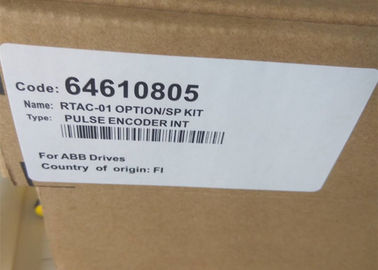 Code: 64610805
Name: RTAC-01 OPTION/SP KIT
Type: PULSE ENCODER INT
For ABB Drives
Country of origin: FI